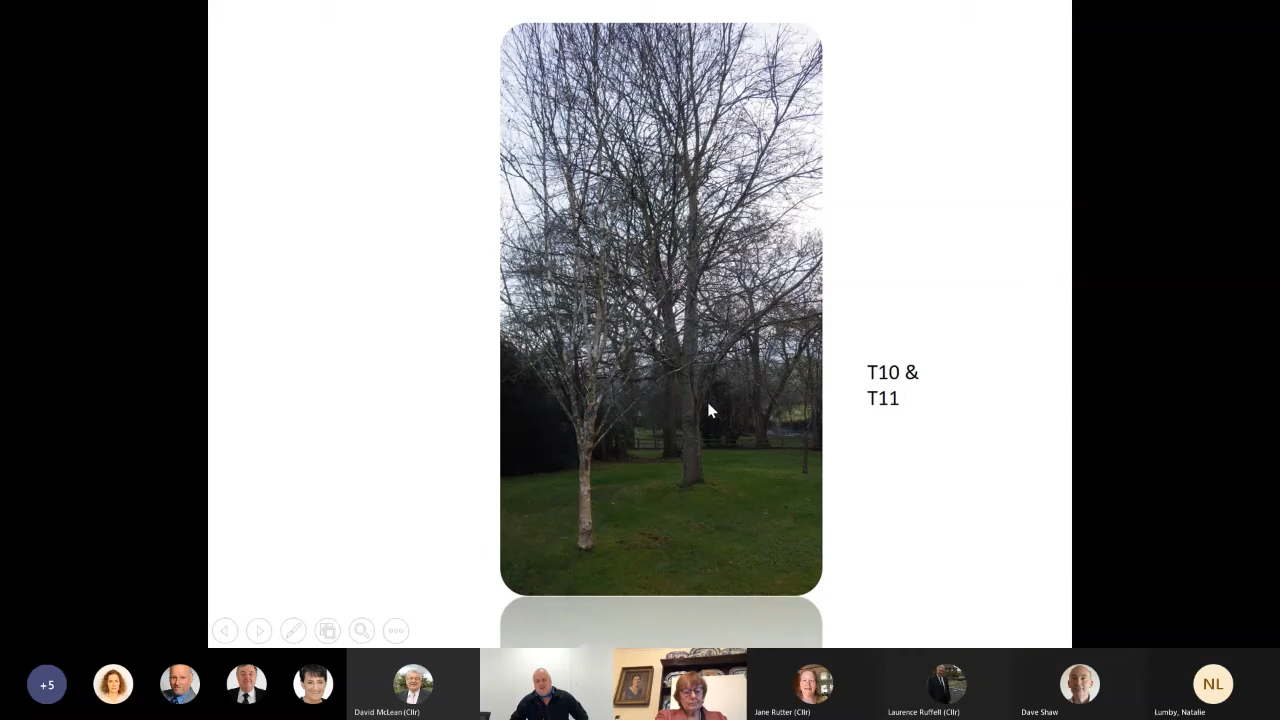 T10 &
T11
+5
David McLean (Cllr)
Jane Rutter (Cllr)
Laurence Ruffell (Cllr)
Dave Shaw
NL
Lumby, Natalie